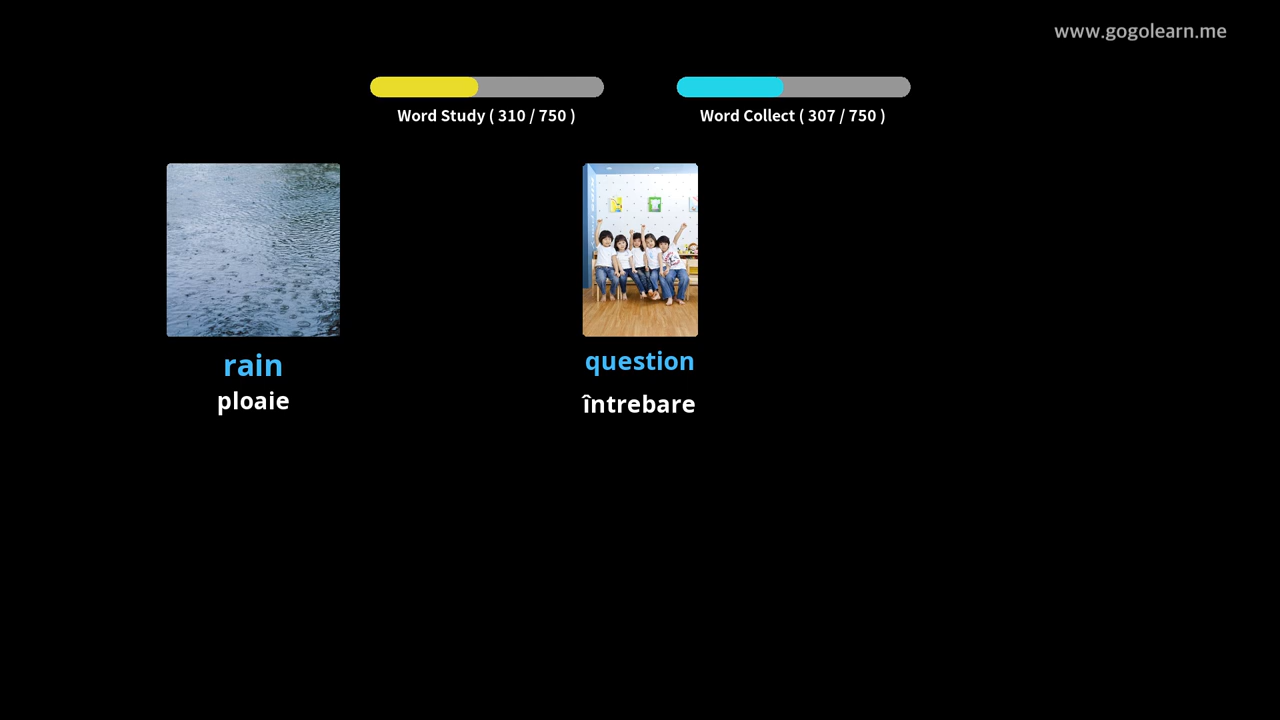 www.gogolearn.me
Word Study ( 310 / 750 )
Word Collect ( 307 / 750 )
rain
ploaie
question
întrebare